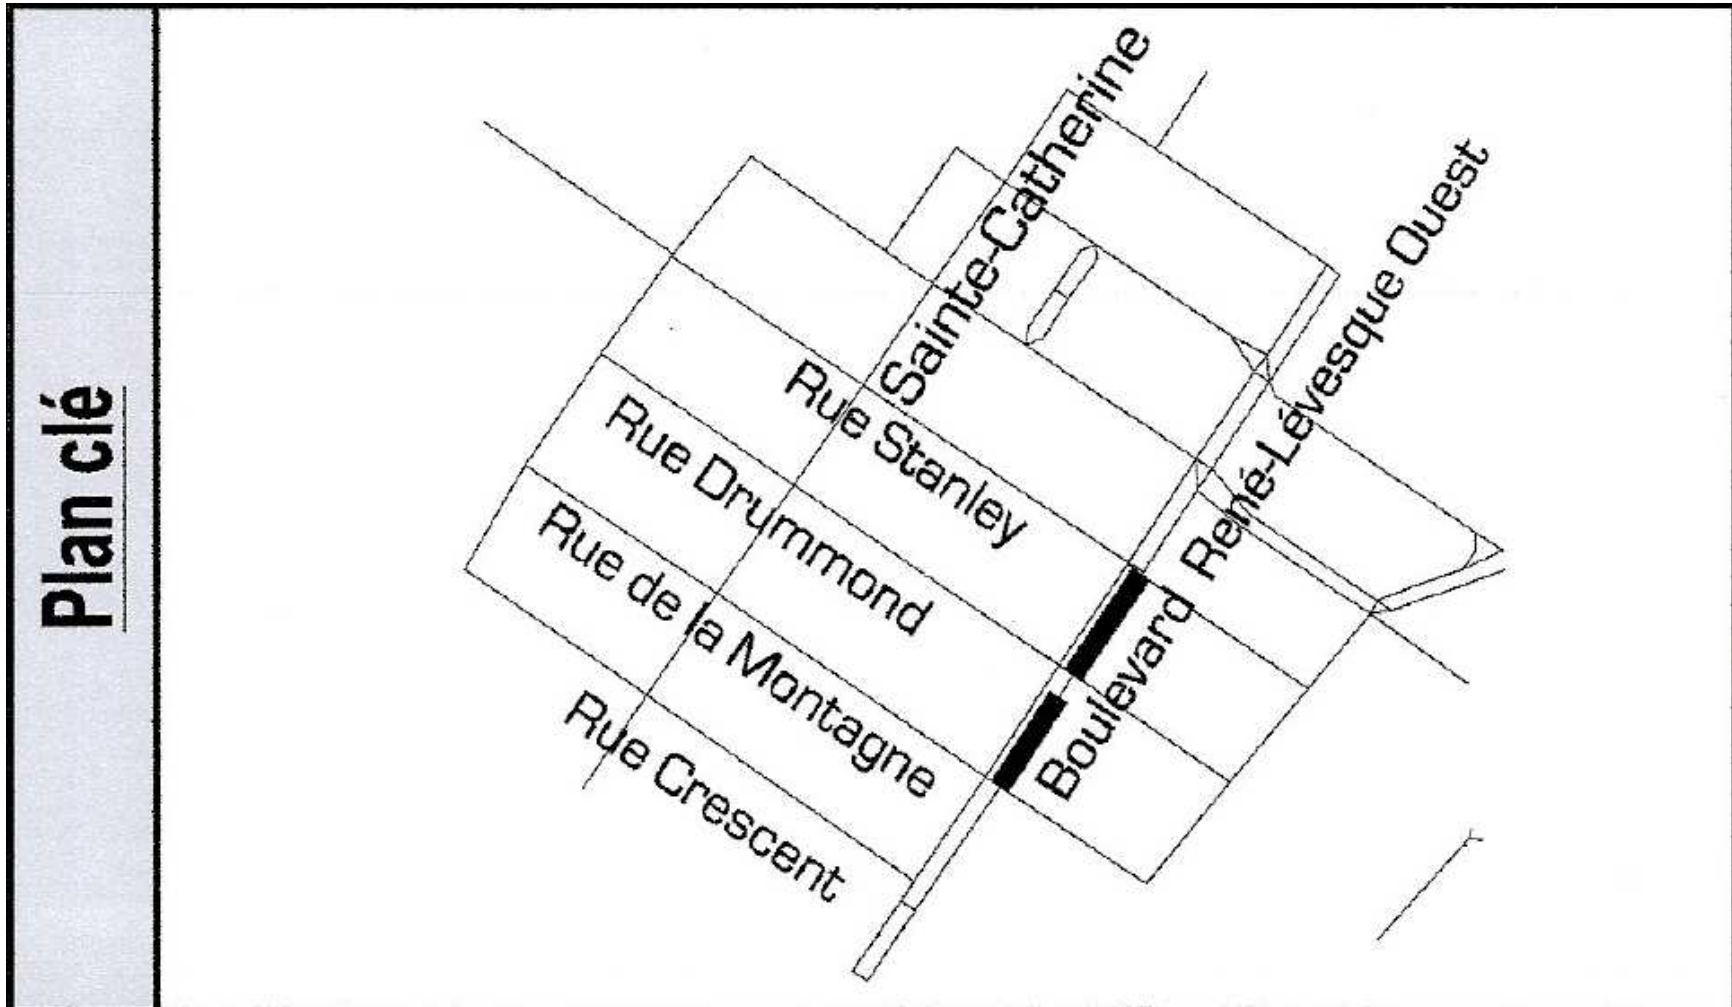 Plan clé
Sainte-Catherine
Boulevard René-Lévesque Ouest
Rue Stanley
Rue Drummond
Rue de la Montagne
Rue Crescent